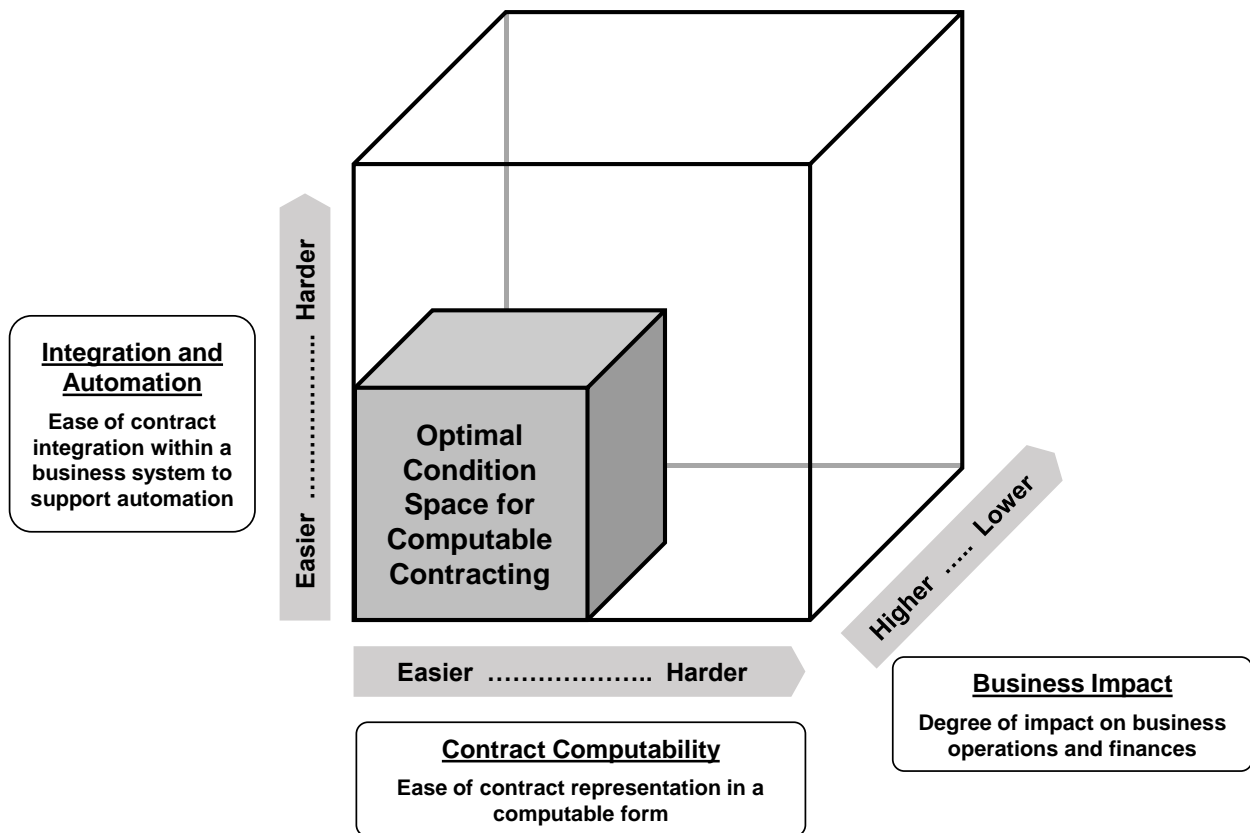 Integration and
Automation
Ease of contract
integration within a
business system to
support automation
Easier ...................... Harder
Optimal
Condition
Space for
Computable
Contracting
Easier ………………….. Harder
Higher ….. Lower
Contract Computability
Ease of contract representation in a
computable form
Business Impact
Degree of impact on business
operations and finances